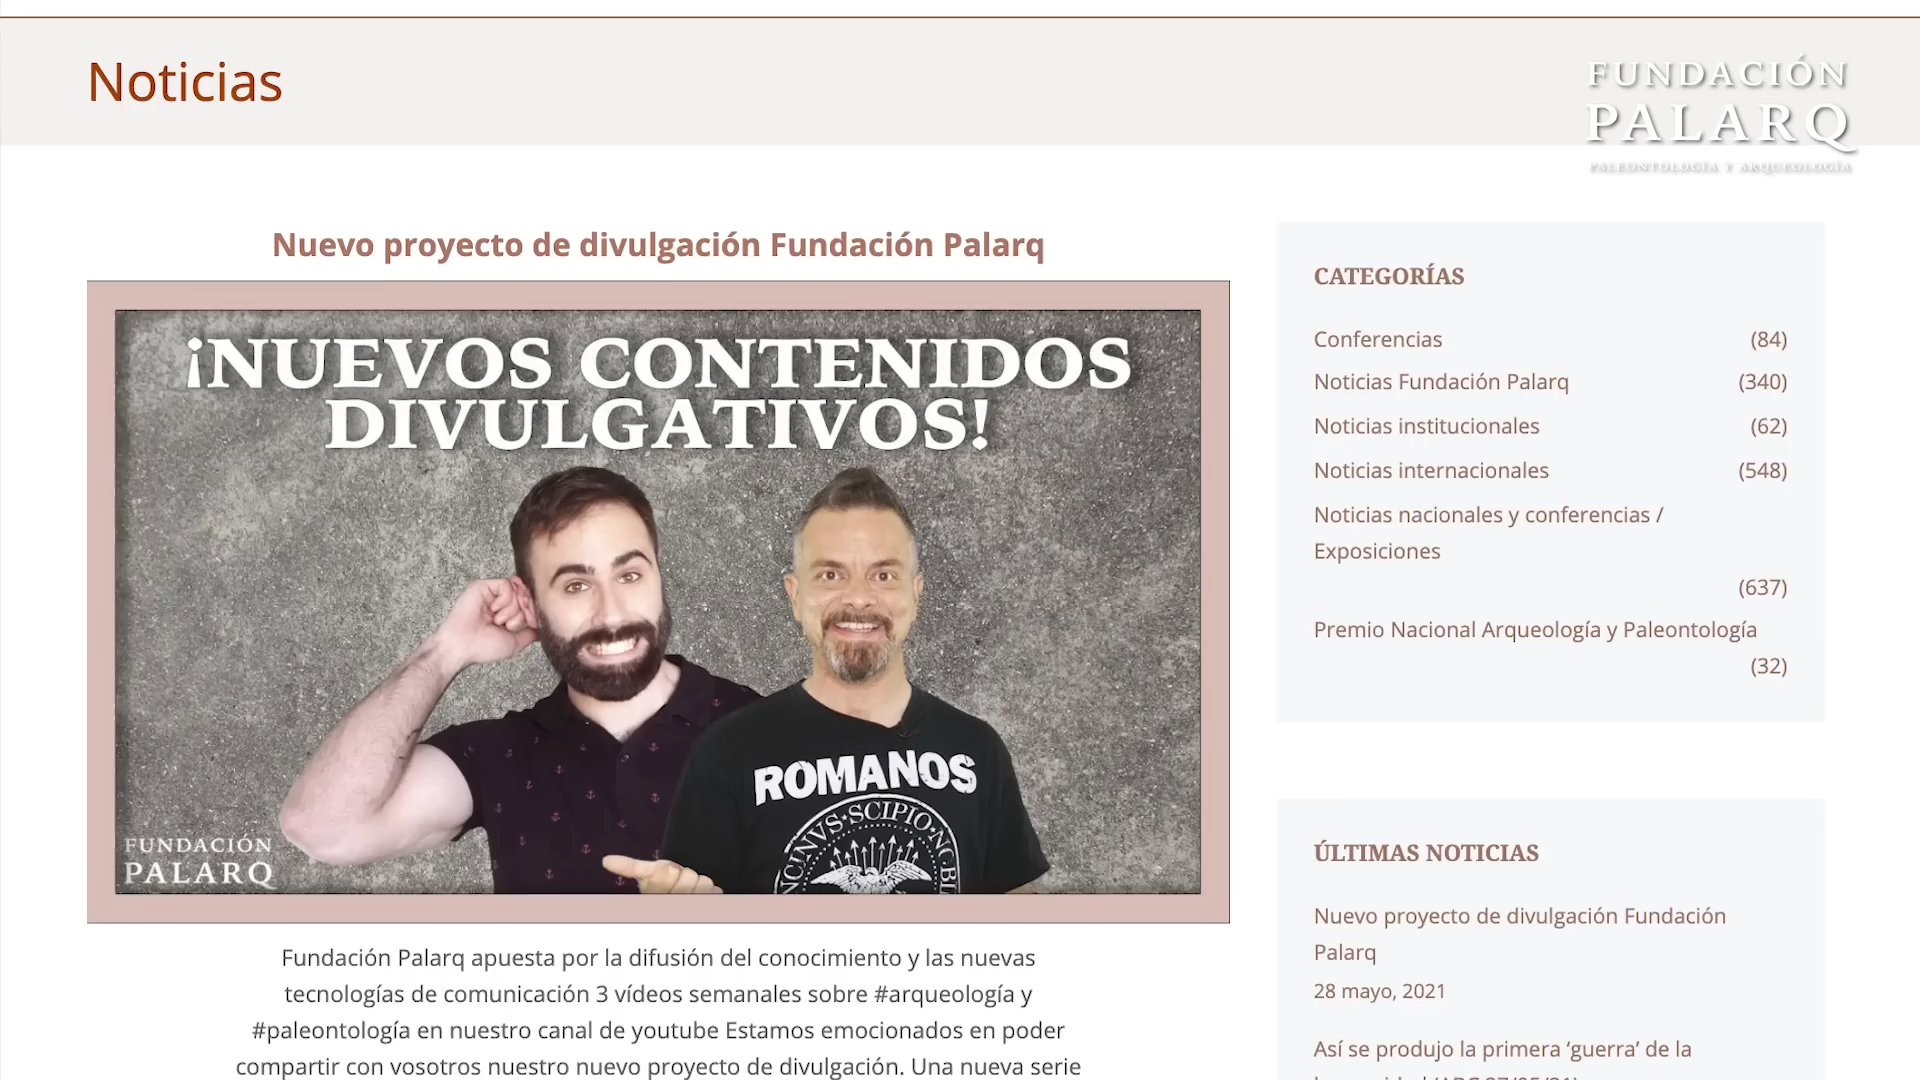 Noticias
FUNDACIÓN
PALARQ
PALEONTOLOGÍA Y ARQUEOLOGÍA
Nuevo proyecto de divulgación Fundación Palarq
¡NUEVOS CONTENIDOS
DIVULGATIVOS!
ROMANOS
SCIPIO
FUNDACIÓN
PALARQ
Fundación Palarq apuesta por la difusión del conocimiento y las nuevas
tecnologías de comunicación 3 vídeos semanales sobre #arqueología y
#paleontología en nuestro canal de youtube Estamos emocionados en poder
compartir con vosotros nuestro nuevo proyecto de divulgación. Una nueva serie
CATEGORÍAS
Conferencias (84)
Noticias Fundación Palarq (340)
Noticias institucionales (62)
Noticias internacionales (548)
Noticias nacionales y conferencias /
Exposiciones
(637)
Premio Nacional Arqueología y Paleontología
(32)
ÚLTIMAS NOTICIAS
Nuevo proyecto de divulgación Fundación
Palarq
28 mayo, 2021
Así se produjo la primera ‘guerra’ de la